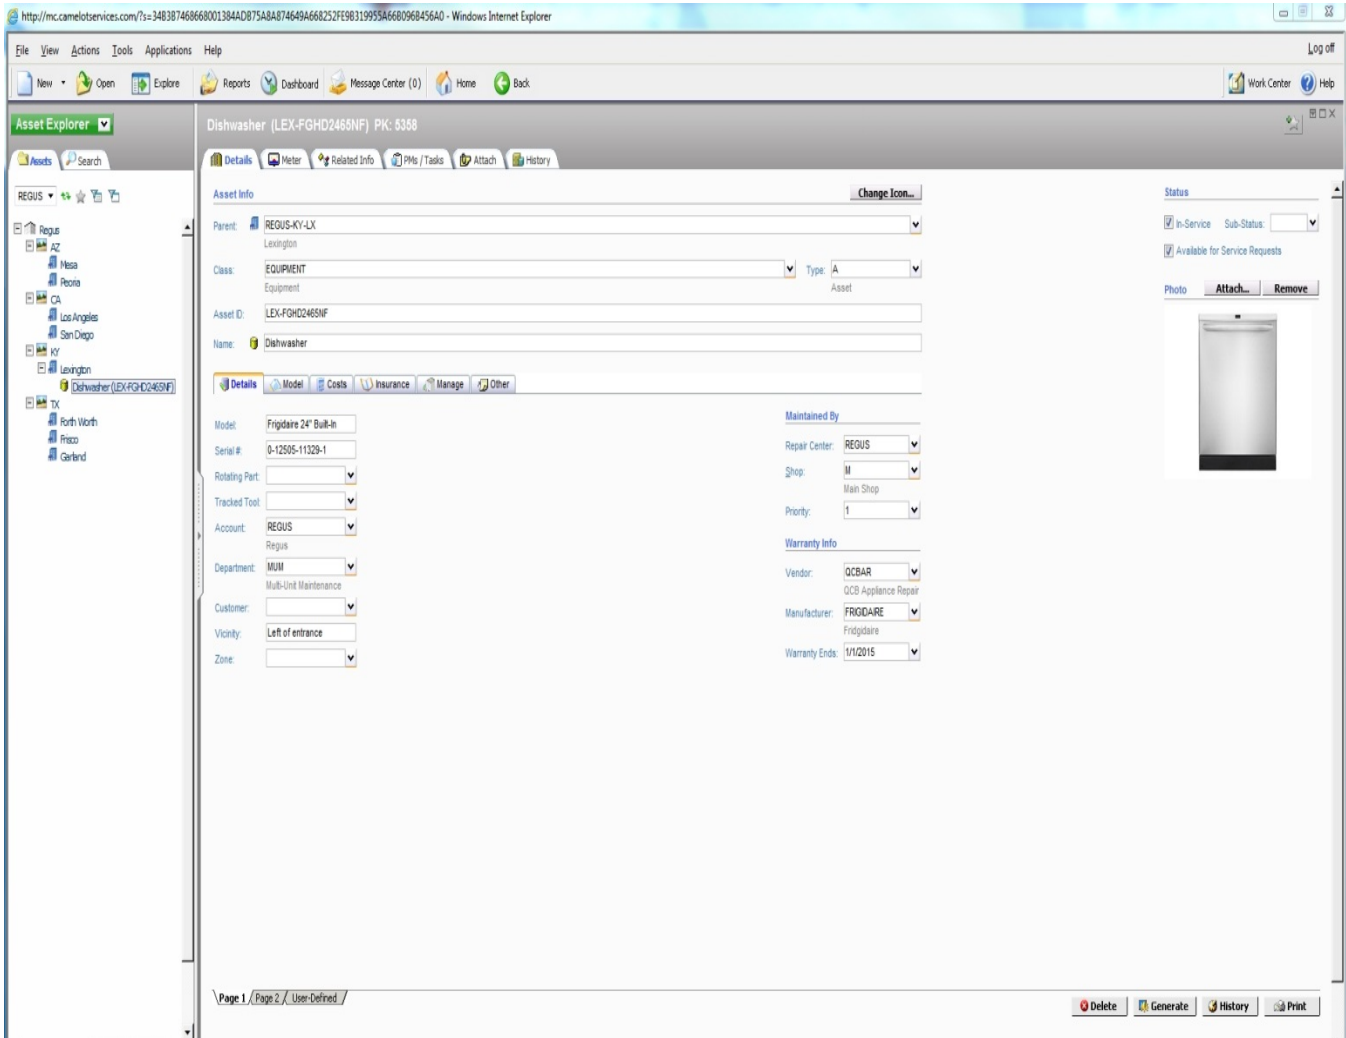 http://mc.camelotservices.com/?s=34B3B7468668001384ADB75A8A874649A668252FE9B319955A66B096B456A0 - Windows Internet Explorer
File View Actions Tools Applications Help Log off
New Open Explore Reports Dashboard Message Center (0) Home Back Work Center Help
Asset Explorer
Dishwasher (LEX-FGHD2465NF) PK: 5358
Assets Search
Details Meter Related Info PMs / Tasks Attach History
REGUS
Regus
AZ
Mesa
Peoria
CA
Los Angeles
San Diego
KY
Lexington
Dishwasher (LEX-FGHD2465NF)
TX
Forth Worth
Frisco
Garland
Asset Info Change Icon...
Parent: REGUS-KY-LX
Lexington
Class: EQUIPMENT Type: A
Equipment Asset
Asset ID: LEX-FGHD2465NF
Name: Dishwasher
Details Model Costs Insurance Manage Other
Model: Frigidaire 24" Built-In
Serial #: 0-12505-11329-1
Rotating Part:
Tracked Tool:
Account: REGUS
Regus
Department: MUM
Multi-Unit Maintenance
Customer:
Vicinity: Left of entrance
Zone:
Maintained By
Repair Center: REGUS
Shop: M
Main Shop
Priority: 1
Warranty Info
Vendor: QCBAR
QCB Appliance Repair
Manufacturer: FRIGIDAIRE
Fridgidaire
Warranty Ends: 1/1/2015
Status
In-Service Sub-Status:
Available for Service Requests
Photo Attach... Remove
Page 1 Page 2 User-Defined
Delete Generate History Print